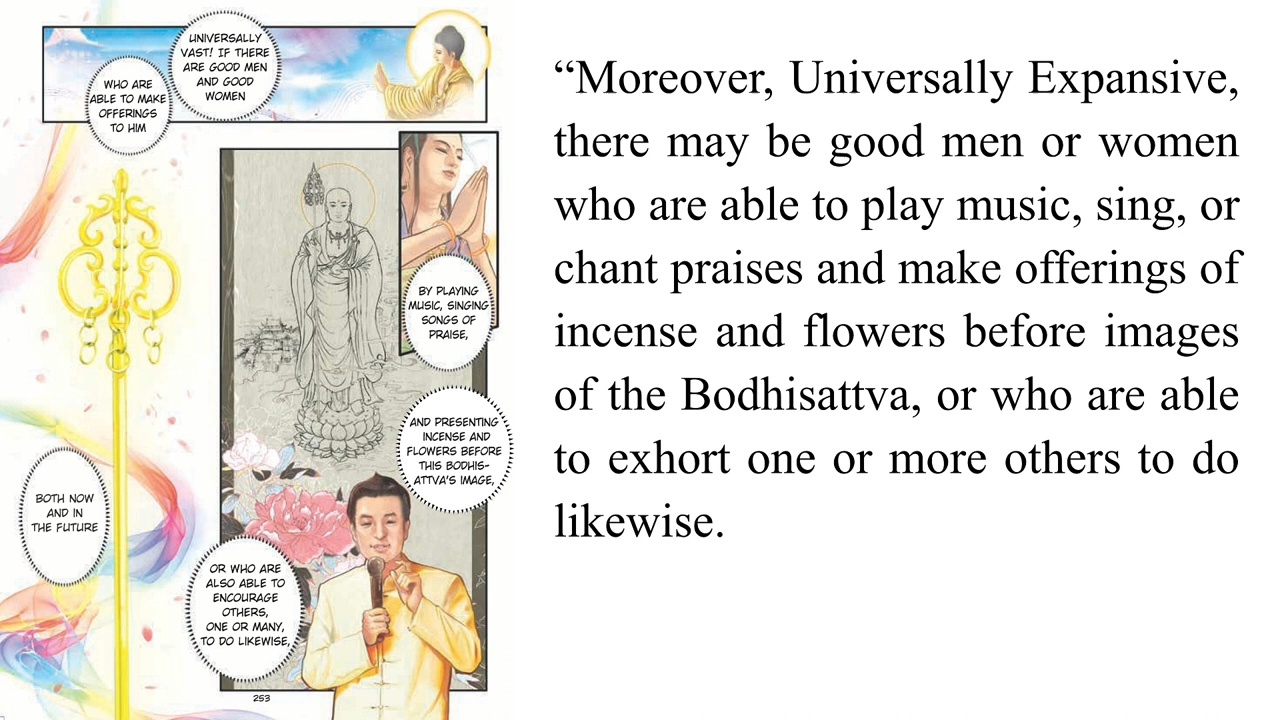 UNIVERSALLY
VAST! IF THERE
ARE GOOD MEN
AND GOOD
WOMEN
WHO ARE
ABLE TO MAKE
OFFERINGS
TO HIM
BY PLAYING
MUSIC, SINGING
SONGS OF
PRAISE,
AND PRESENTING
INCENSE AND
FLOWERS BEFORE
THIS BODHIS-
ATTVA'S IMAGE,
BOTH NOW
AND IN
THE FUTURE
OR WHO ARE
ALSO ABLE TO
ENCOURAGE
OTHERS,
ONE OR MANY,
TO DO LIKEWISE,
253
“Moreover, Universally Expansive,
there may be good men or women
who are able to play music, sing, or
chant praises and make offerings of
incense and flowers before images
of the Bodhisattva, or who are able
to exhort one or more others to do
likewise.